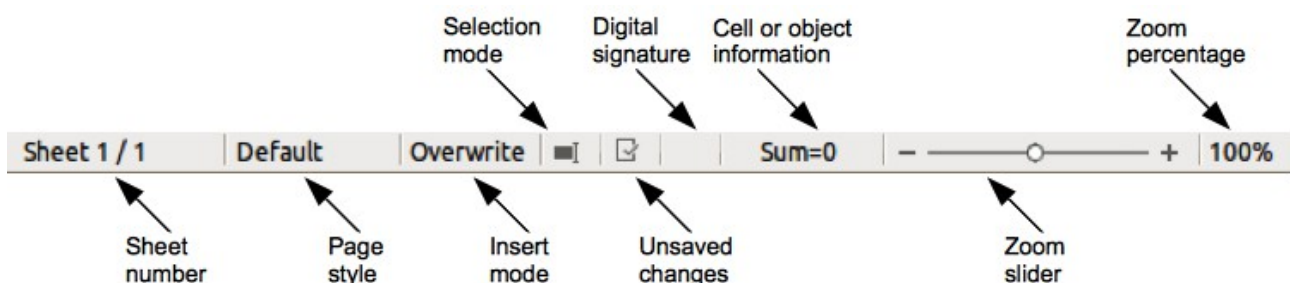 Selection
mode
Digital
signature
Cell or object
information
Zoom
percentage
Sheet 1 / 1
Default
Overwrite
Sum=0
100%
Sheet
number
Page
style
Insert
mode
Unsaved
changes
Zoom
slider